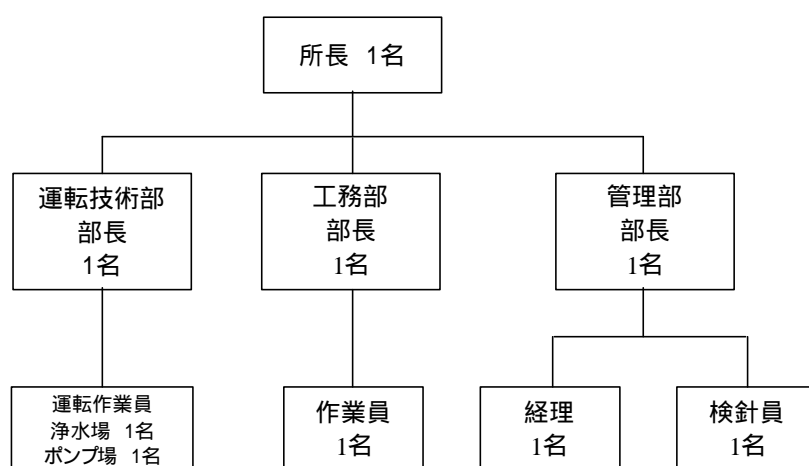 所長 1名
運転技術部
部長
1名
工務部
部長
1名
管理部
部長
1名
運転作業員
浄水場 1名
ポンプ場 1名
作業員
1名
経理
1名
検針員
1名